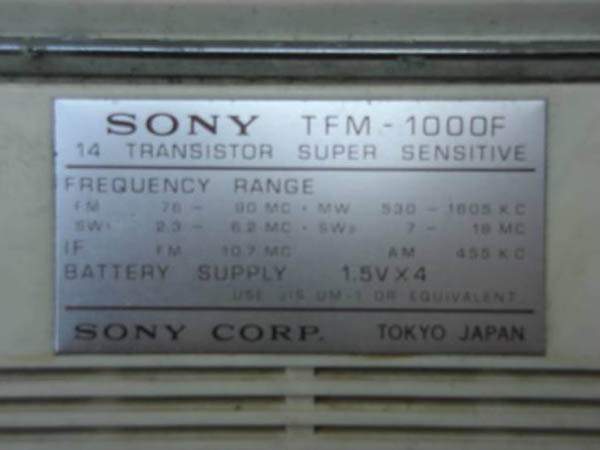 SONY TFM-1000F
14 TRANSISTOR SUPER SENSITIVE
FREQUENCY RANGE
FM 76 - 90 MC • MW 530 - 1605 KC
SW₁ 2.3 - 6.2 MC • SW₂ 7 - 18 MC
IF FM 10.7 MC AM 455 KC
BATTERY SUPPLY 1.5V×4
USE JIS UM-1 OR EQUIVALENT
SONY CORP. TOKYO JAPAN